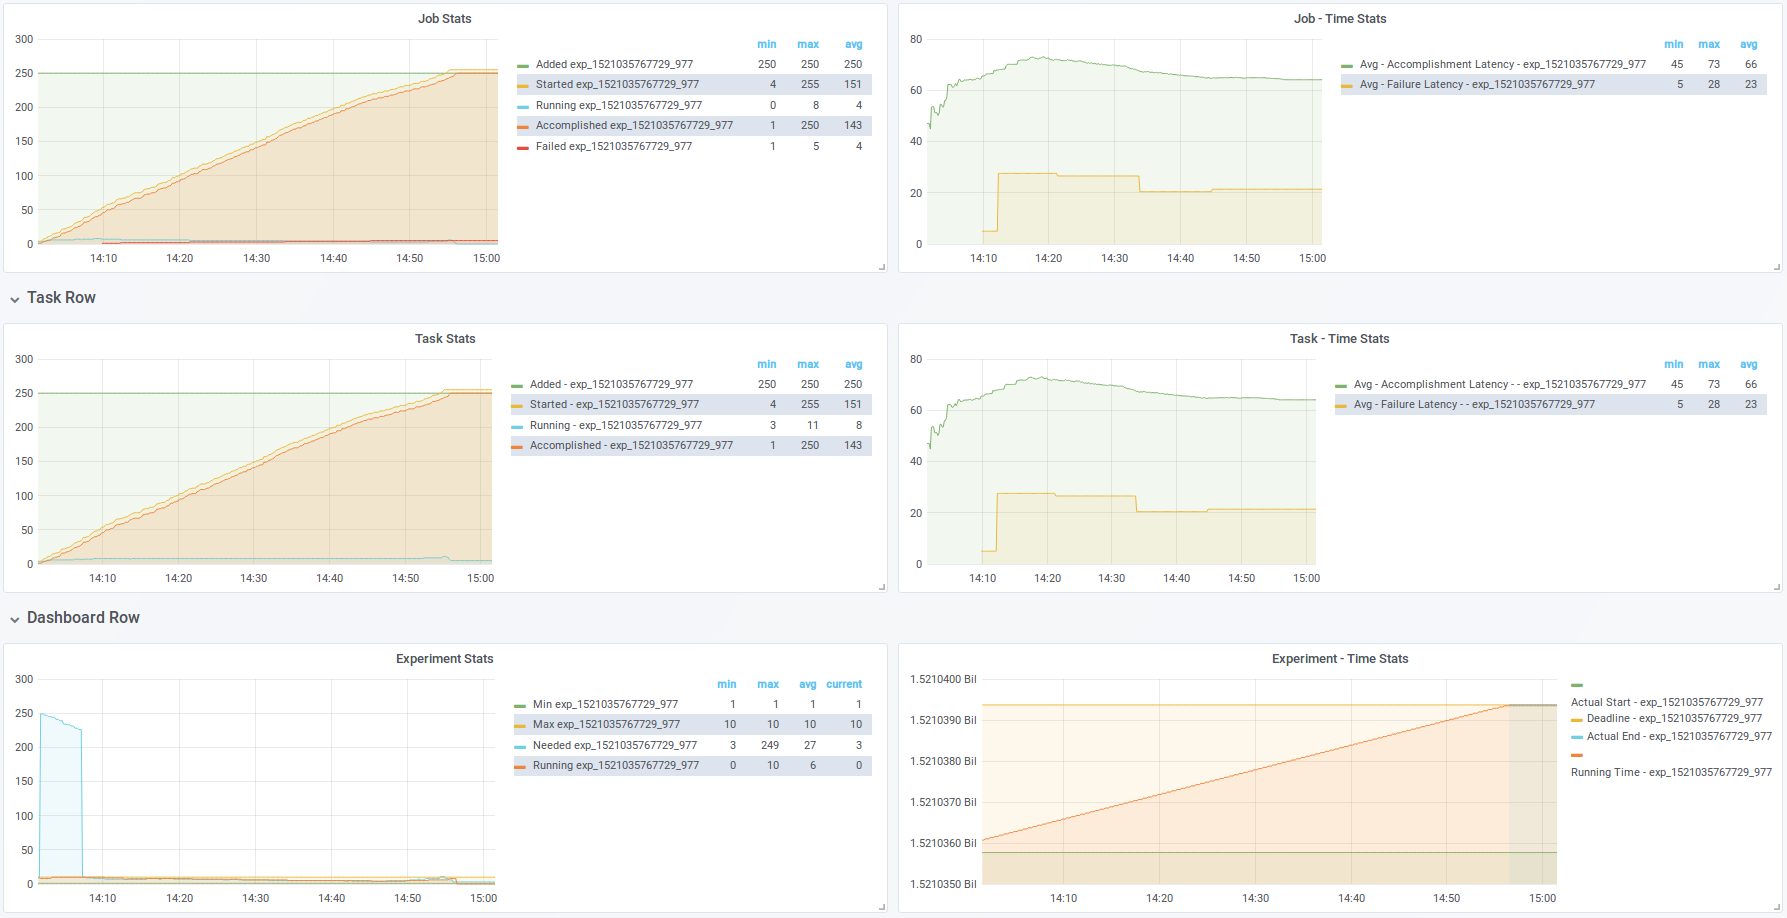 Job Stats
300
250
200
150
100
50
0
14:10 14:20 14:30 14:40 14:50 15:00
min max avg
Added exp_1521035767729_977 250 250 250
Started exp_1521035767729_977 4 255 151
Running exp_1521035767729_977 0 8 4
Accomplished exp_1521035767729_977 1 250 143
Failed exp_1521035767729_977 1 5 4
Job - Time Stats
80
60
40
20
0
14:10 14:20 14:30 14:40 14:50 15:00
min max avg
Avg - Accomplishment Latency - exp_1521035767729_977 45 73 66
Avg - Failure Latency - exp_1521035767729_977 5 28 23
Task Row
Task Stats
300
250
200
150
100
50
0
14:10 14:20 14:30 14:40 14:50 15:00
min max avg
Added - exp_1521035767729_977 250 250 250
Started - exp_1521035767729_977 4 255 151
Running - exp_1521035767729_977 3 11 8
Accomplished - exp_1521035767729_977 1 250 143
Task - Time Stats
80
60
40
20
0
14:10 14:20 14:30 14:40 14:50 15:00
min max avg
Avg - Accomplishment Latency - - exp_1521035767729_977 45 73 66
Avg - Failure Latency - - exp_1521035767729_977 5 28 23
Dashboard Row
Experiment Stats
300
250
200
150
100
50
0
14:10 14:20 14:30 14:40 14:50 15:00
min max avg current
Min exp_1521035767729_977 1 1 1 1
Max exp_1521035767729_977 10 10 10 10
Needed exp_1521035767729_977 3 249 27 3
Running exp_1521035767729_977 0 10 6 0
Experiment - Time Stats
1.5210400 Bil
1.5210390 Bil
1.5210380 Bil
1.5210370 Bil
1.5210360 Bil
1.5210350 Bil
14:10 14:20 14:30 14:40 14:50 15:00
Actual Start - exp_1521035767729_977
Deadline - exp_1521035767729_977
Actual End - exp_1521035767729_977
Running Time - exp_1521035767729_977